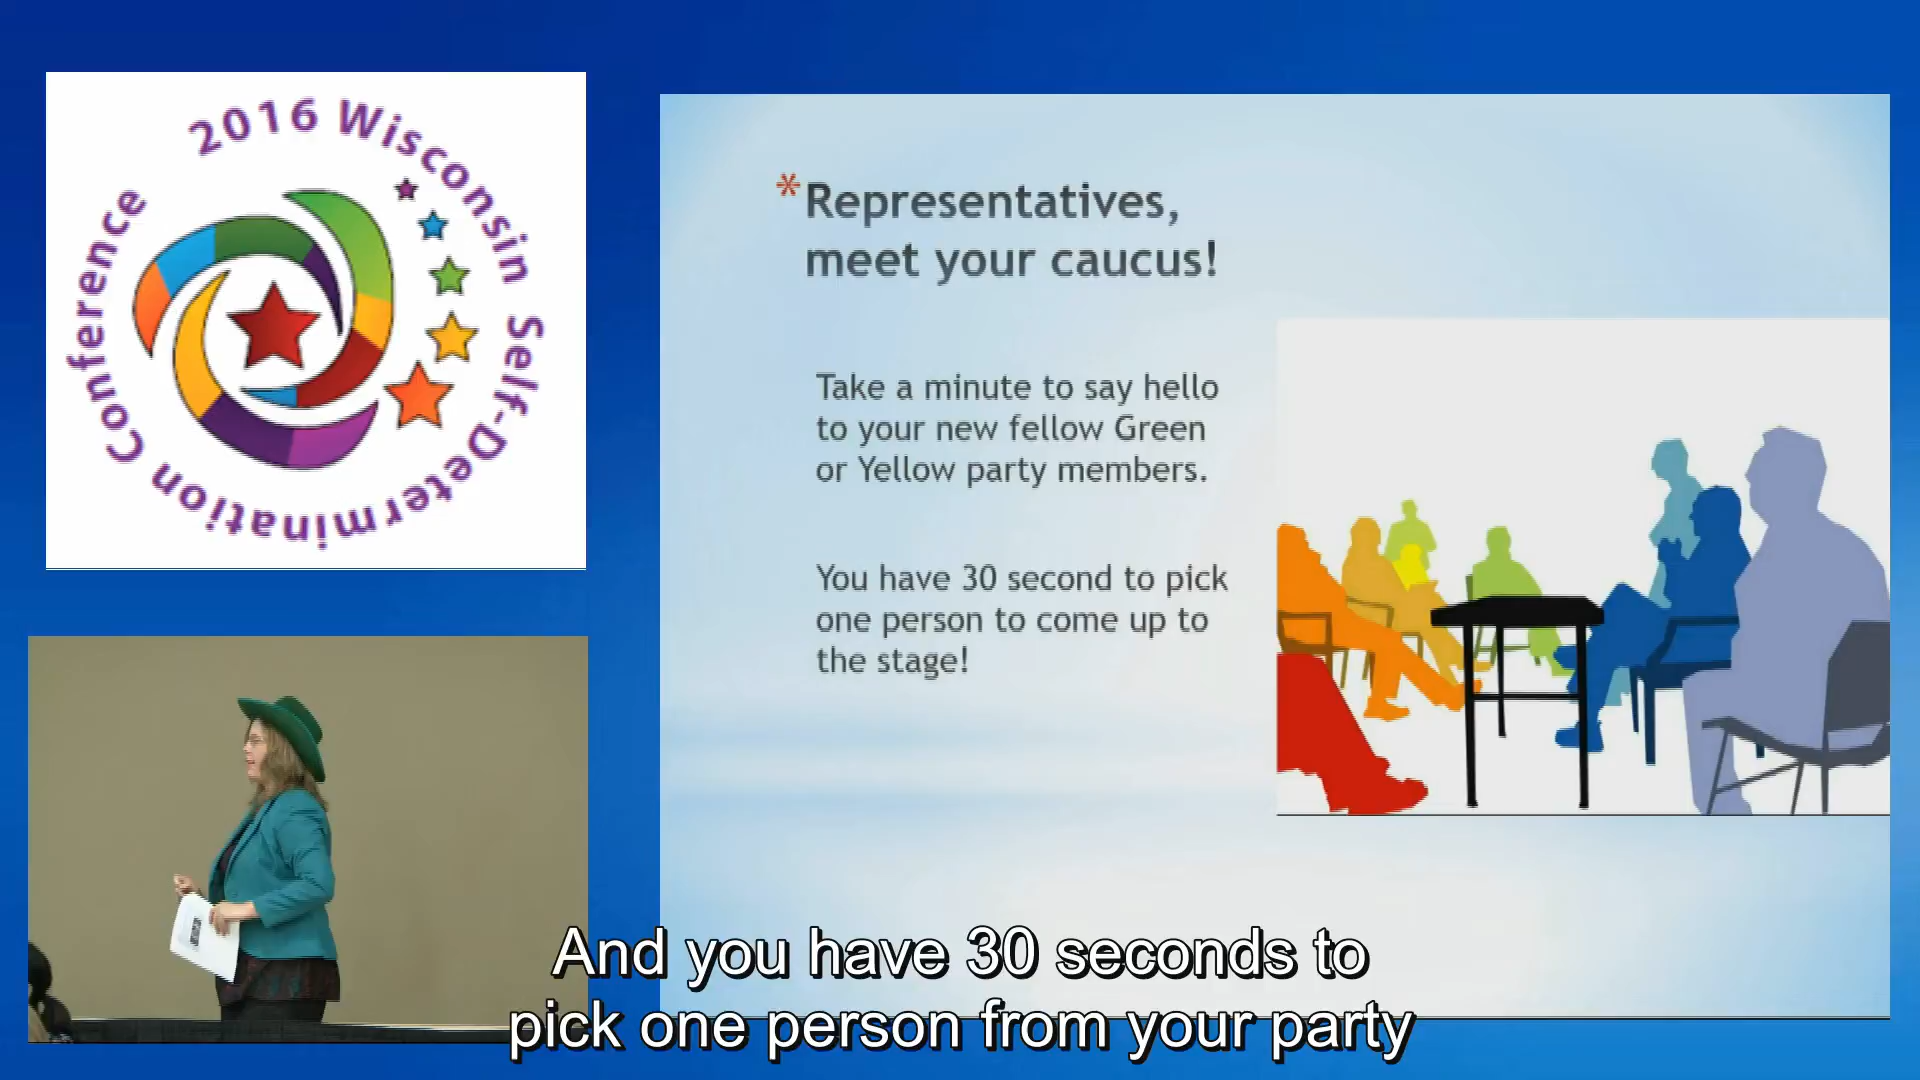 2016 Wisconsin Self-Determination Conference
*Representatives,
meet your caucus!
Take a minute to say hello
to your new fellow Green
or Yellow party members.
You have 30 second to pick
one person to come up to
the stage!
And you have 30 seconds to
pick one person from your party